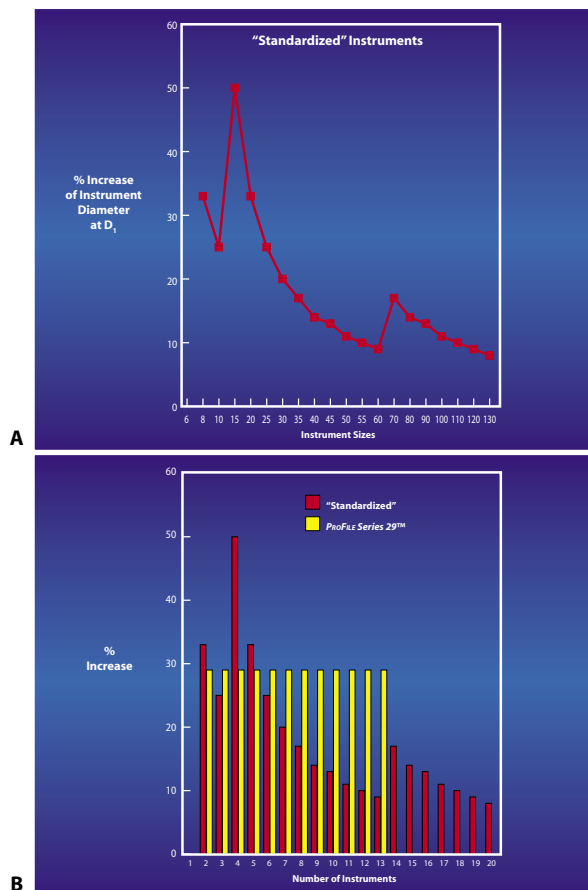 60
"Standardized" Instruments
50
40
% Increase
of Instrument
Diameter
at D1
30
20
10
0
6 8 10 15 20 25 30 35 40 45 50 55 60 70 80 90 100 110 120 130
Instrument Sizes
A
60
"Standardized"
PROFILE Series 29™
50
40
%
Increase
30
20
10
0
1 2 3 4 5 6 7 8 9 10 11 12 13 14 15 16 17 18 19 20
Number of Instruments
B